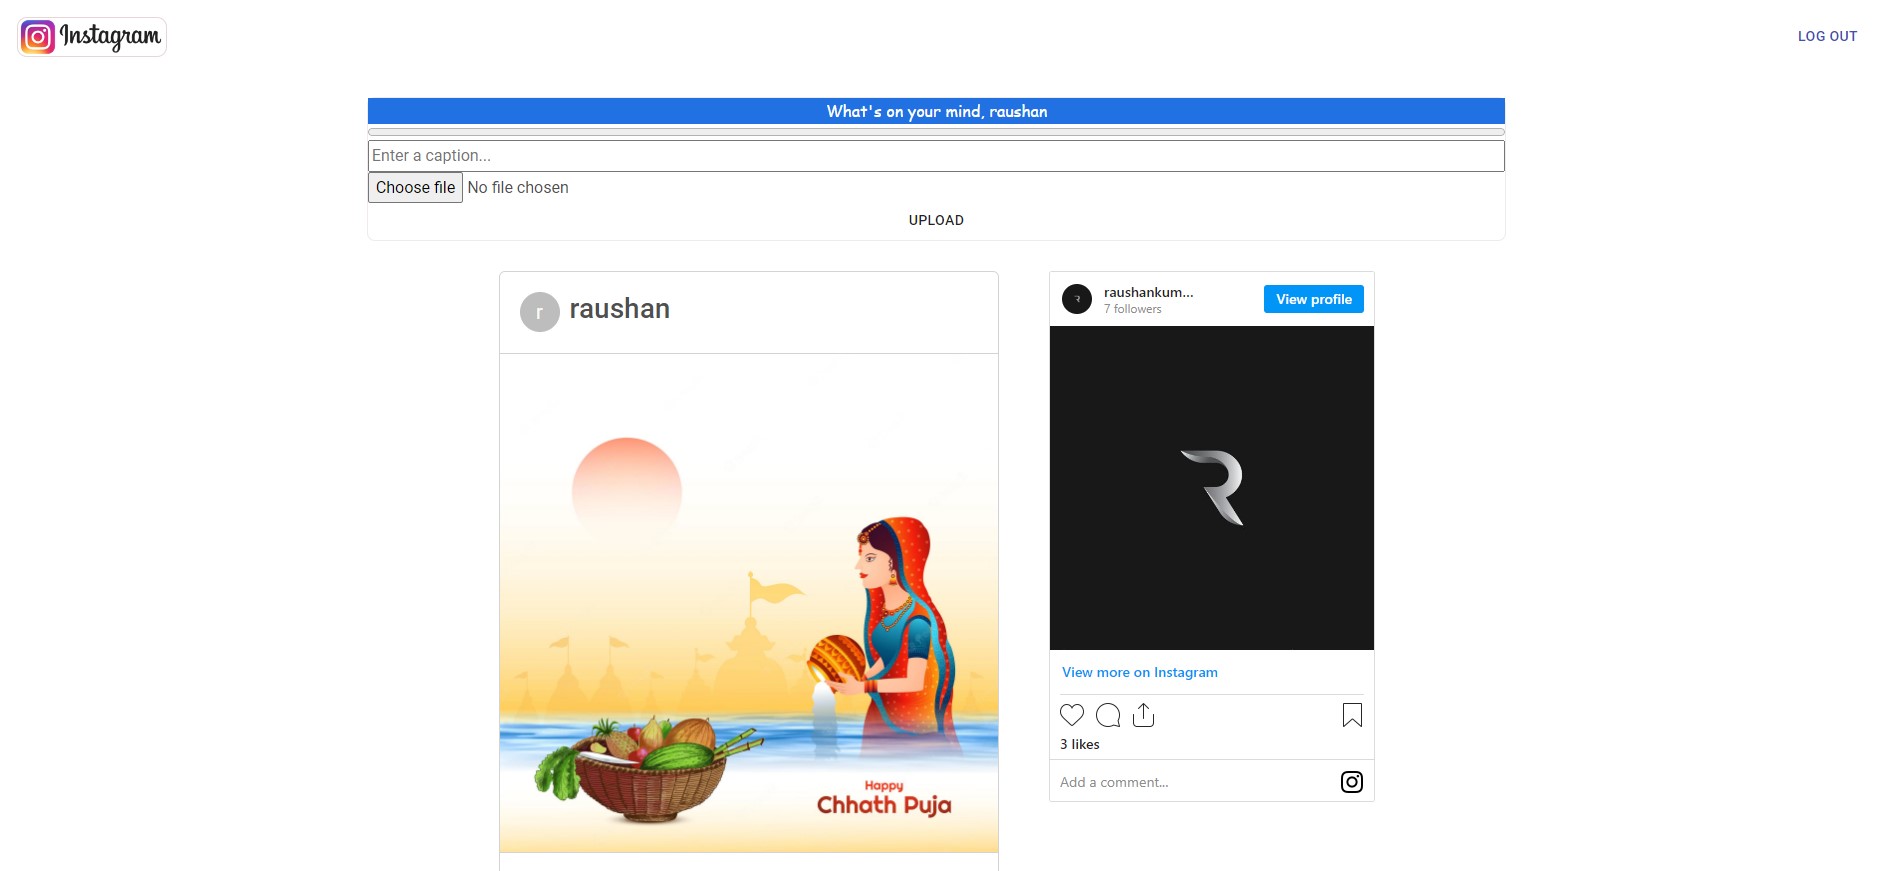 Instagram
LOG OUT
What's on your mind, raushan
Enter a caption...
Choose file No file chosen
UPLOAD
r raushan
Happy
Chhath Puja
raushankum...
7 followers
View profile
R
View more on Instagram
3 likes
Add a comment...